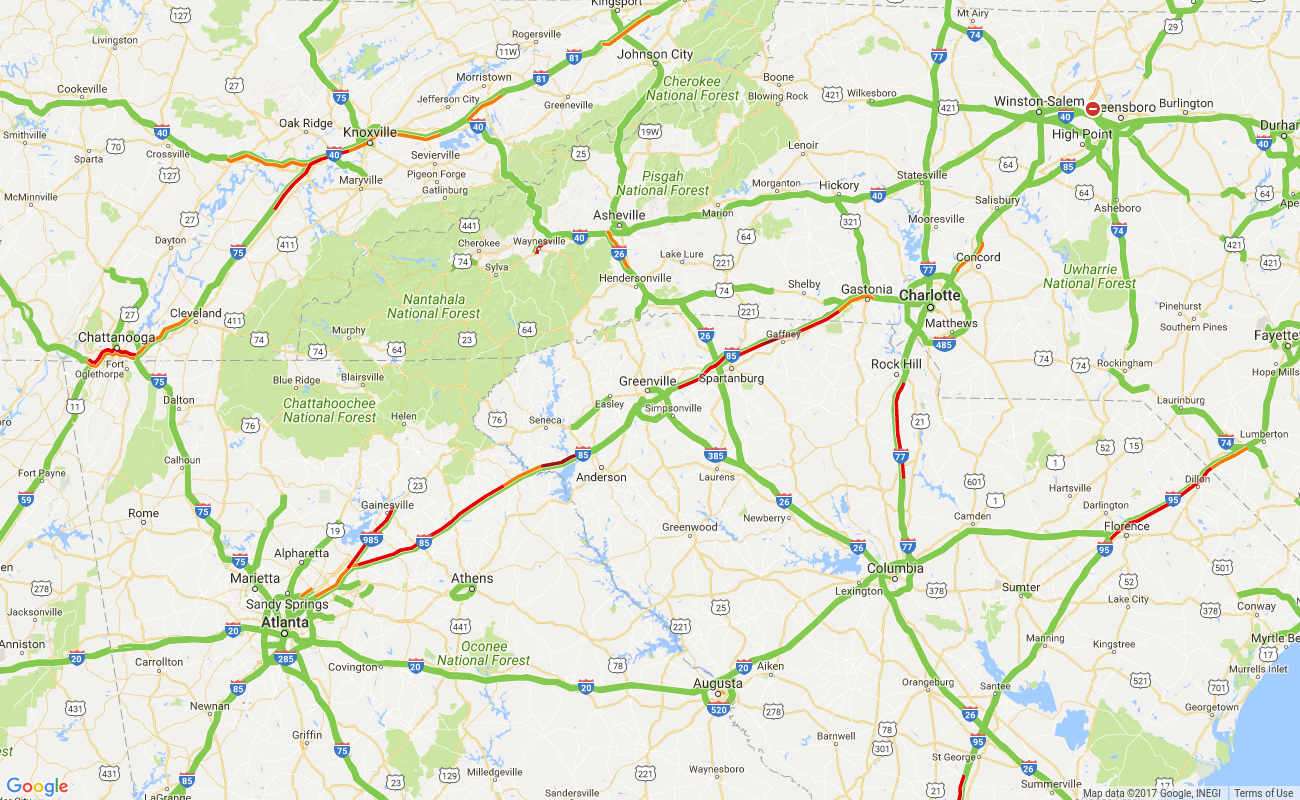 Kingsport
Mt Airy
127
29
Livingston
Rogersville
74
11W
Johnson City
81
77
Cookeville
27
75
Morristown
81
Cherokee
National Forest
Boone
Blowing Rock
421
Wilkesboro
421
Winston-Salem
eensboro
Burlington
Jefferson City
Greeneville
40
Oak Ridge
Knoxville
40
19W
40
High Point
Durham
Smithville
70
Crossville
40
Sparta
25
Lenoir
64
85
40
127
Sevierville
Pigeon Forge
Gatlinburg
Maryville
Pisgah
National Forest
Morganton
Hickory
Statesville
40
Salisbury
64
64
McMinnville
27
441
Asheville
Marion
321
Mooresville
Asheboro
74
Dayton
411
75
Cherokee
Waynesville
40
26
64
421
421
74
Sylva
Lake Lure
221
77
Concord
Uwharrie
National Forest
Hendersonville
74
Shelby
Gastonia
Charlotte
Nantahala
National Forest
221
Pinehurst
Southern Pines
27
Cleveland
411
Chattanooga
74
Murphy
64
74
64
23
26
Gaffney
Matthews
485
Fayette
Fort
Oglethorpe
85
Rock Hill
74
74
Rockingham
Hope Mills
75
Blue Ridge
Blairsville
Greenville
Spartanburg
Dalton
Chattahoochee
National Forest
Easley
Simpsonville
Laurinburg
11
76
Helen
76
Seneca
21
74
Lumberton
Calhoun
85
385
77
52
15
1
Fort Payne
23
Anderson
Laurens
601
Hartsville
Dillon
59
75
Gainesville
26
1
95
Rome
19
985
85
Newberry
Camden
Darlington
Florence
Greenwood
Alpharetta
75
26
77
95
Marietta
Athens
Columbia
501
278
Sandy Springs
Lexington
378
Sumter
52
Lake City
Jacksonville
Atlanta
25
378
Conway
20
441
221
Manning
Kingstree
Anniston
20
Carrollton
285
Covington
20
Oconee
National Forest
78
20
Aiken
17
Murrells Inlet
85
20
Augusta
Orangeburg
Santee
521
701
Newnan
431
520
278
26
Georgetown
Griffin
75
78
301
Barnwell
95
St George
431
85
23
129
Milledgeville
221
Waynesboro
26
Summerville
17
Google
LaGrange
Sandersville
Map data ©2017 Google, INEGI
Terms of Use